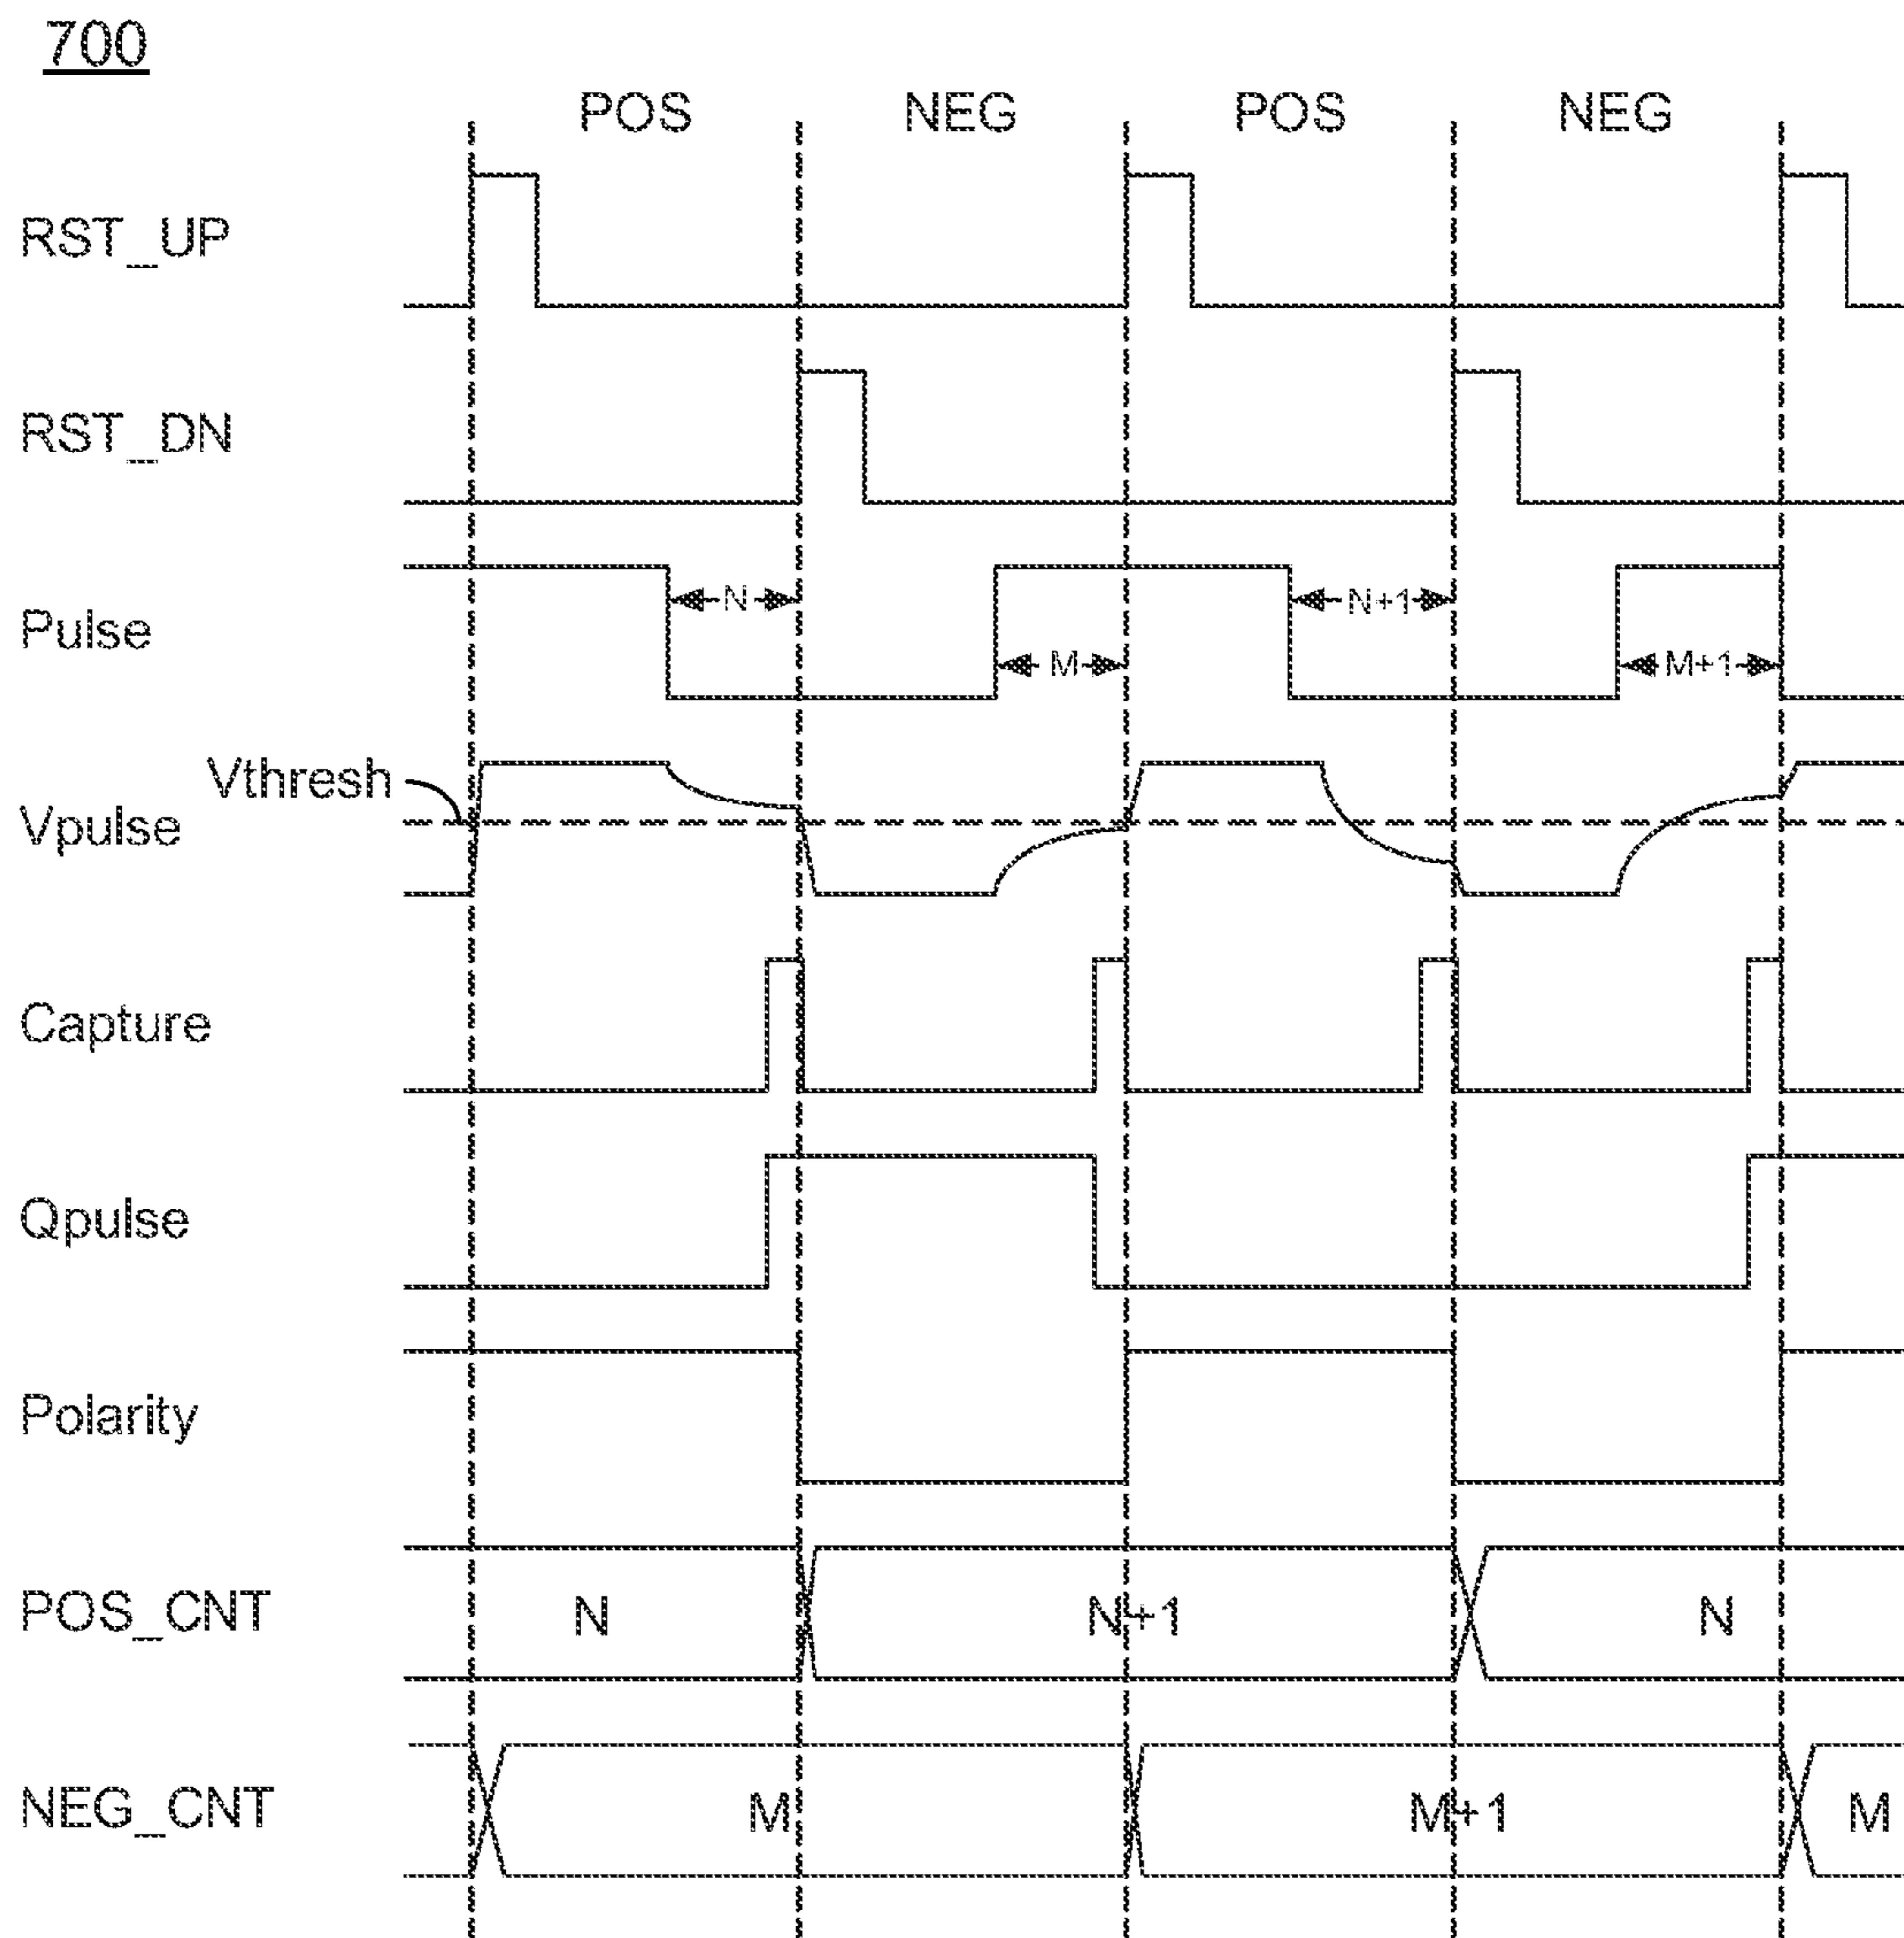 700
POS NEG POS NEG
RST_UP
RST_DN
Pulse N M N+1 M+1
Vthresh
Vpulse
Capture
Qpulse
Polarity
POS_CNT N N+1 N
NEG_CNT M M+1 M